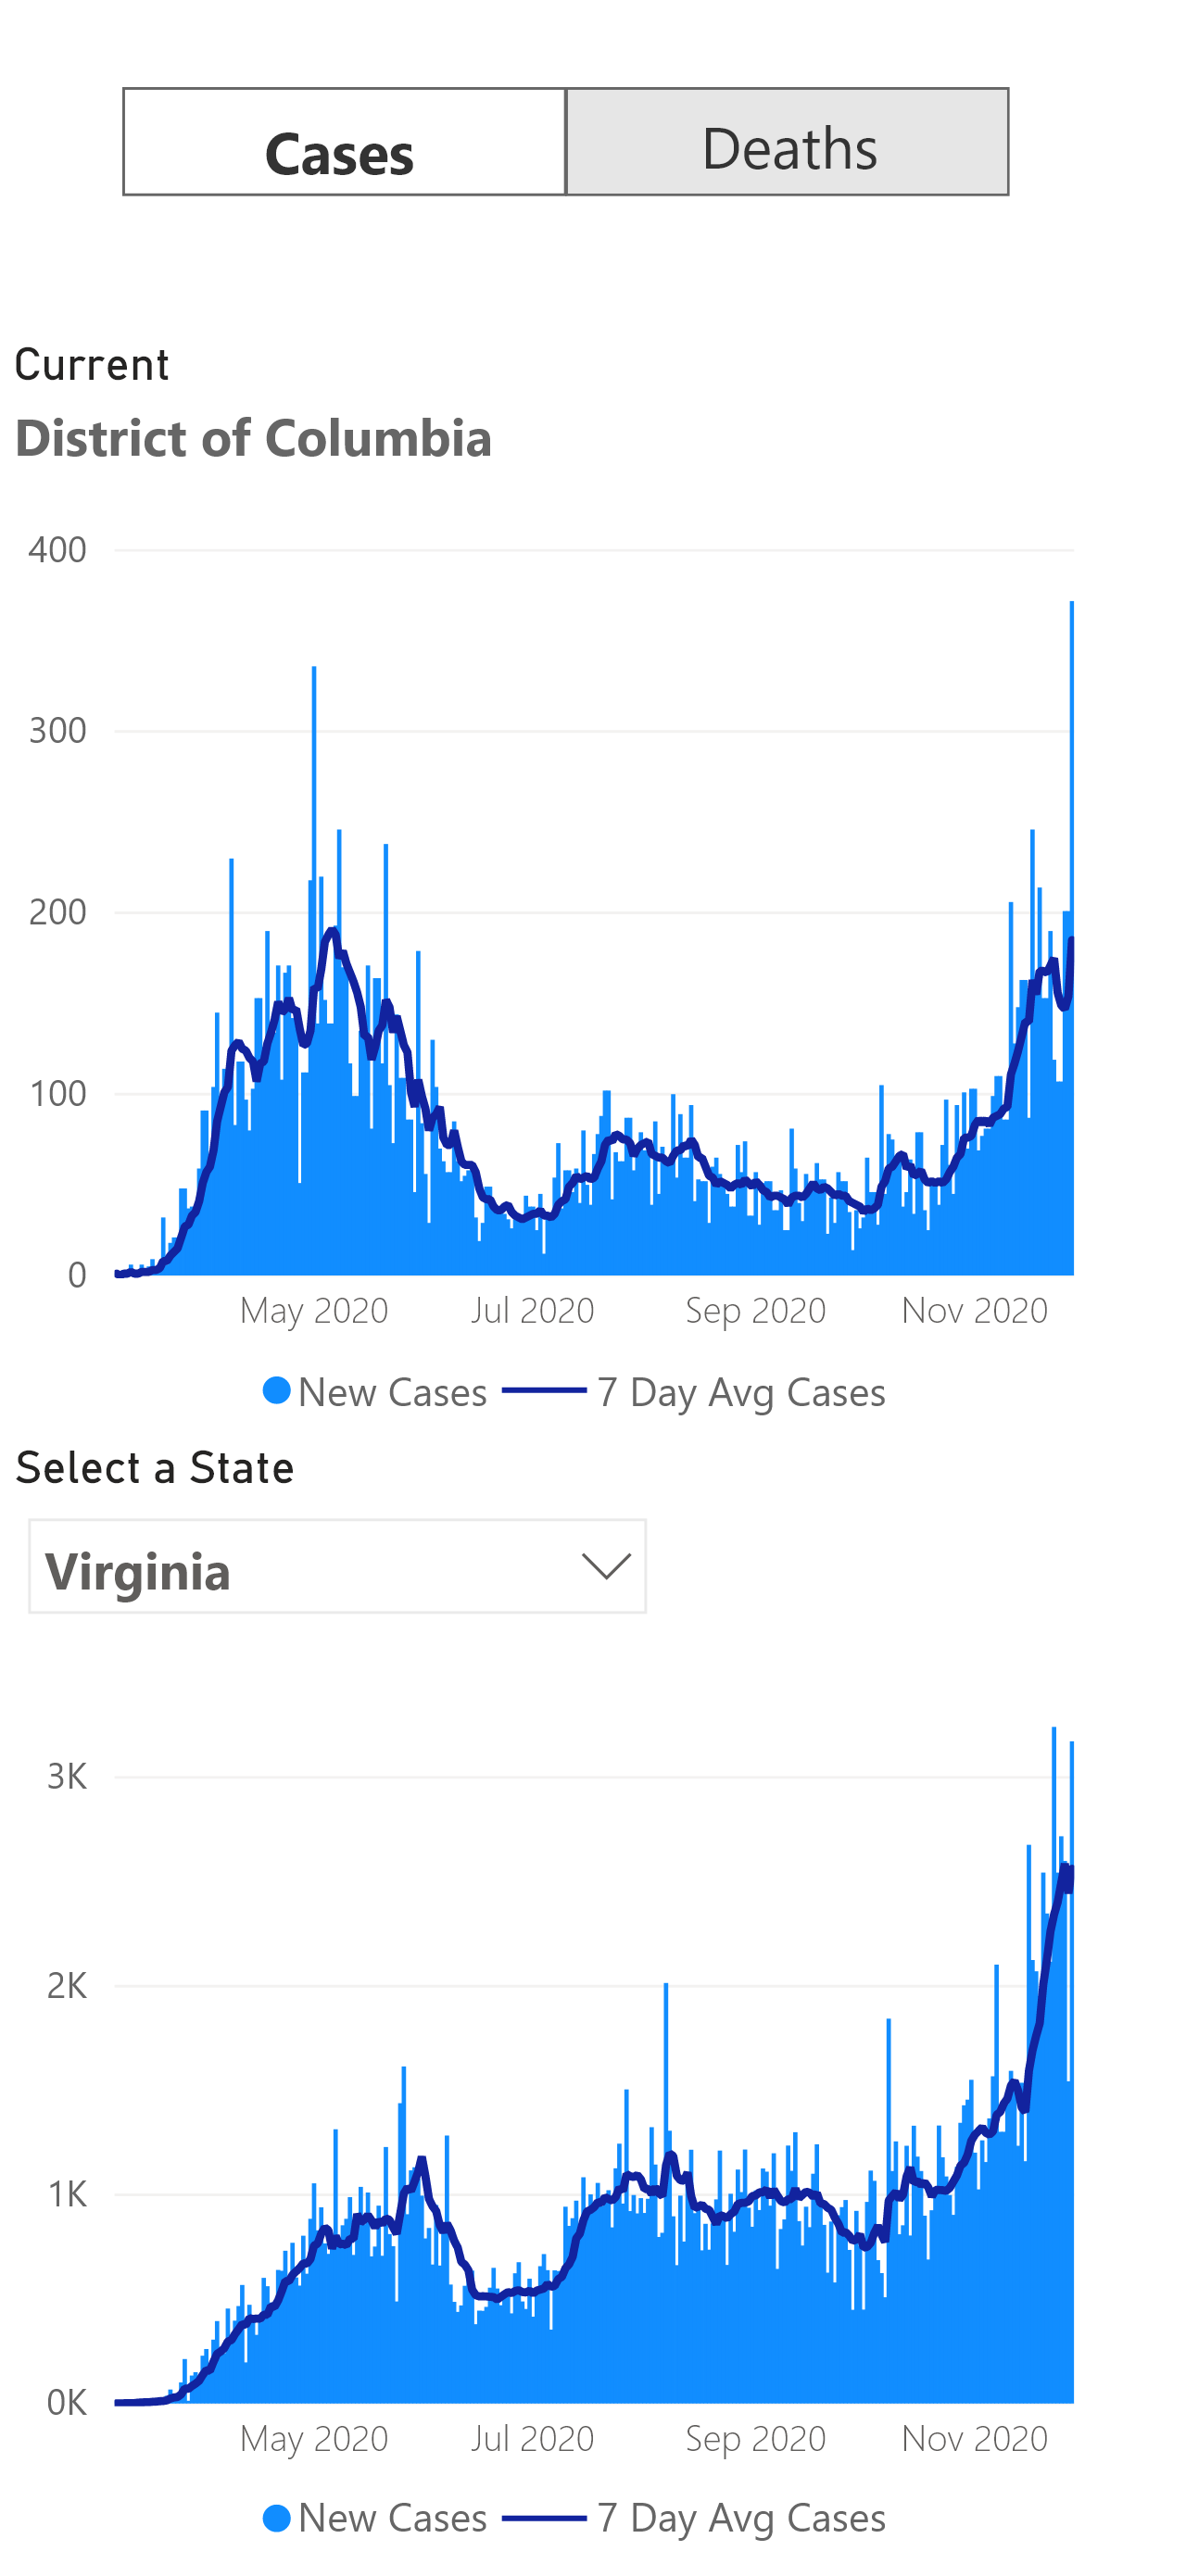 Cases Deaths
Current
District of Columbia
400
300
200
100
0
May 2020 Jul 2020 Sep 2020 Nov 2020
New Cases 7 Day Avg Cases
Select a State
Virginia
3K
2K
1K
0K
May 2020 Jul 2020 Sep 2020 Nov 2020
New Cases 7 Day Avg Cases